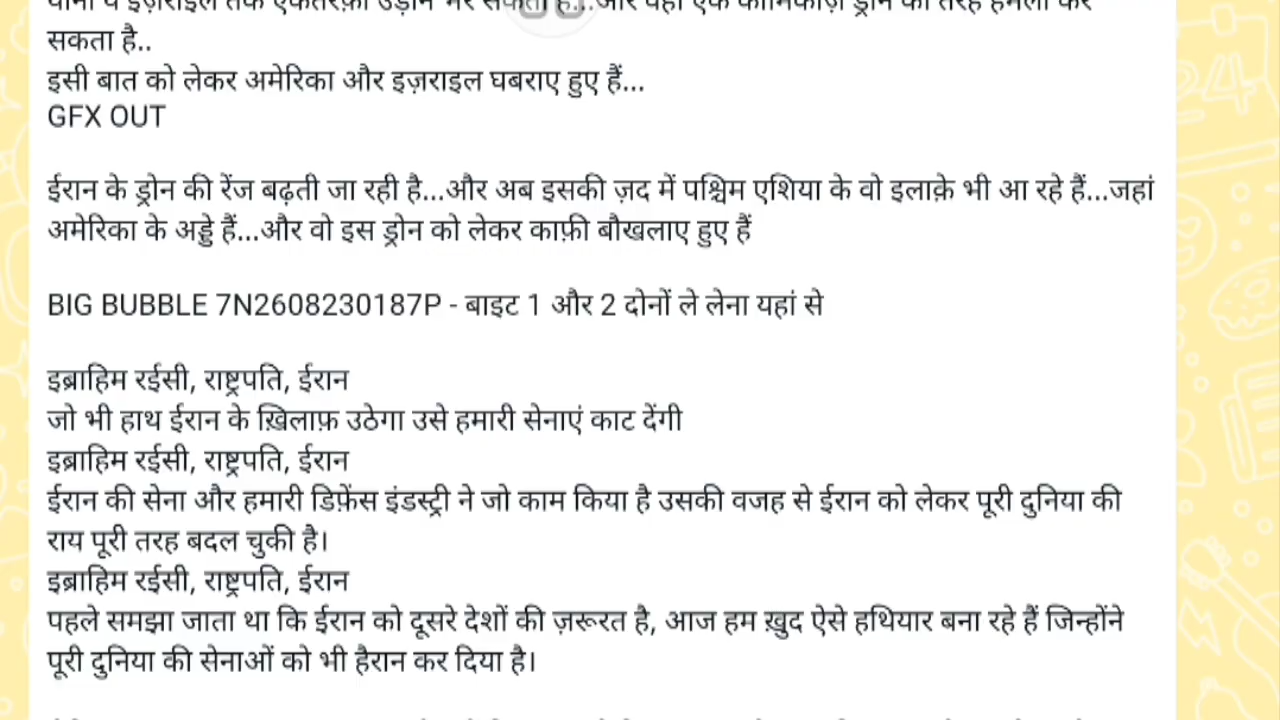 सकता है..
इसी बात को लेकर अमेरिका और इज़राइल घबराए हुए हैं...
GFX OUT
ईरान के ड्रोन की रेंज बढ़ती जा रही है...और अब इसकी ज़द में पश्चिम एशिया के वो इलाक़े भी आ रहे हैं...जहां
अमेरिका के अड्डे हैं...और वो इस ड्रोन को लेकर काफ़ी बौखलाए हुए हैं
BIG BUBBLE 7N2608230187P - बाइट 1 और 2 दोनों ले लेना यहां से
इब्राहिम रईसी, राष्ट्रपति, ईरान
जो भी हाथ ईरान के ख़िलाफ़ उठेगा उसे हमारी सेनाएं काट देंगी
इब्राहिम रईसी, राष्ट्रपति, ईरान
ईरान की सेना और हमारी डिफ़ेंस इंडस्ट्री ने जो काम किया है उसकी वजह से ईरान को लेकर पूरी दुनिया की
राय पूरी तरह बदल चुकी है।
इब्राहिम रईसी, राष्ट्रपति, ईरान
पहले समझा जाता था कि ईरान को दूसरे देशों की ज़रूरत है, आज हम ख़ुद ऐसे हथियार बना रहे हैं जिन्होंने
पूरी दुनिया की सेनाओं को भी हैरान कर दिया है।